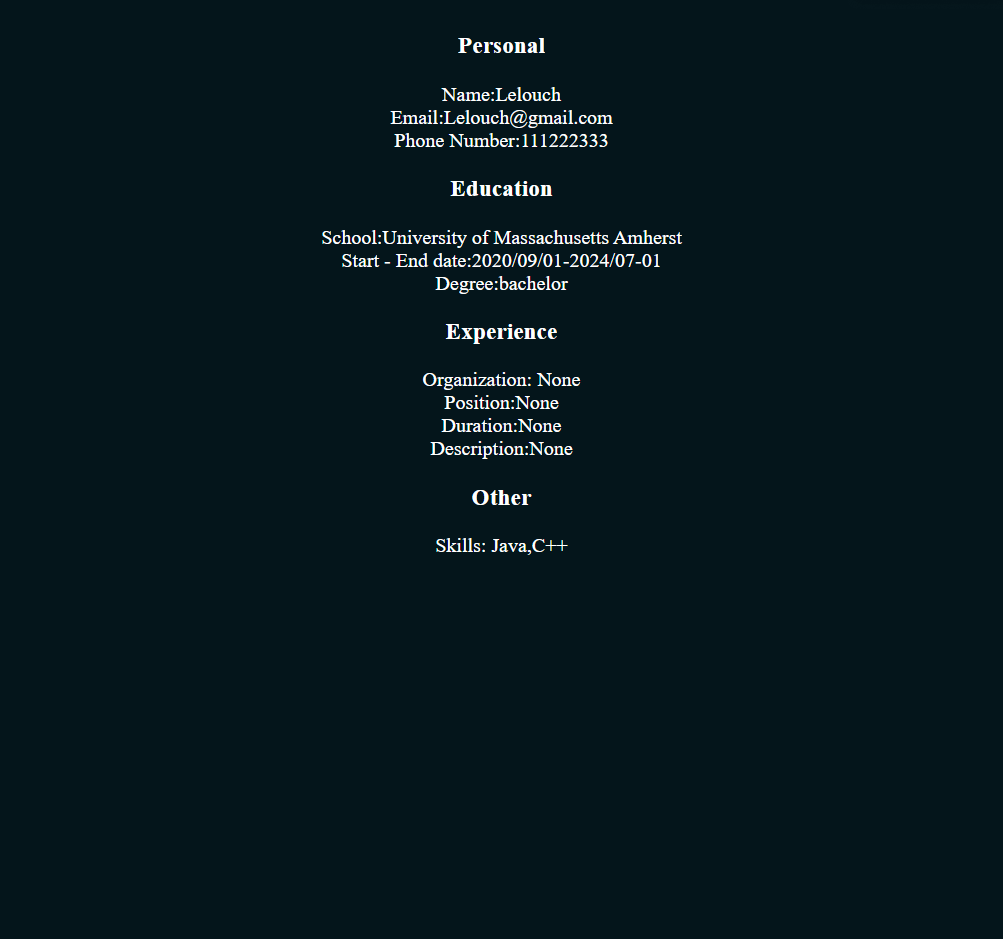 Personal
Name:Lelouch
Email:Lelouch@gmail.com
Phone Number:111222333
Education
School:University of Massachusetts Amherst
Start - End date:2020/09/01-2024/07-01
Degree:bachelor
Experience
Organization: None
Position:None
Duration:None
Description:None
Other
Skills: Java,C++